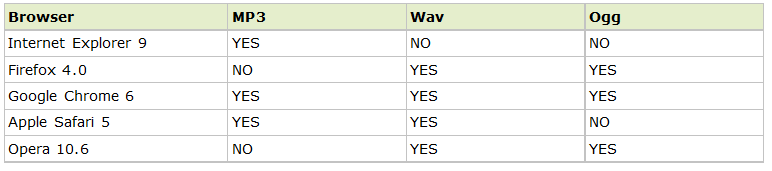 Browser MP3 Wav Ogg
Internet Explorer 9 YES NO NO
Firefox 4.0 NO YES YES
Google Chrome 6 YES YES YES
Apple Safari 5 YES YES NO
Opera 10.6 NO YES YES